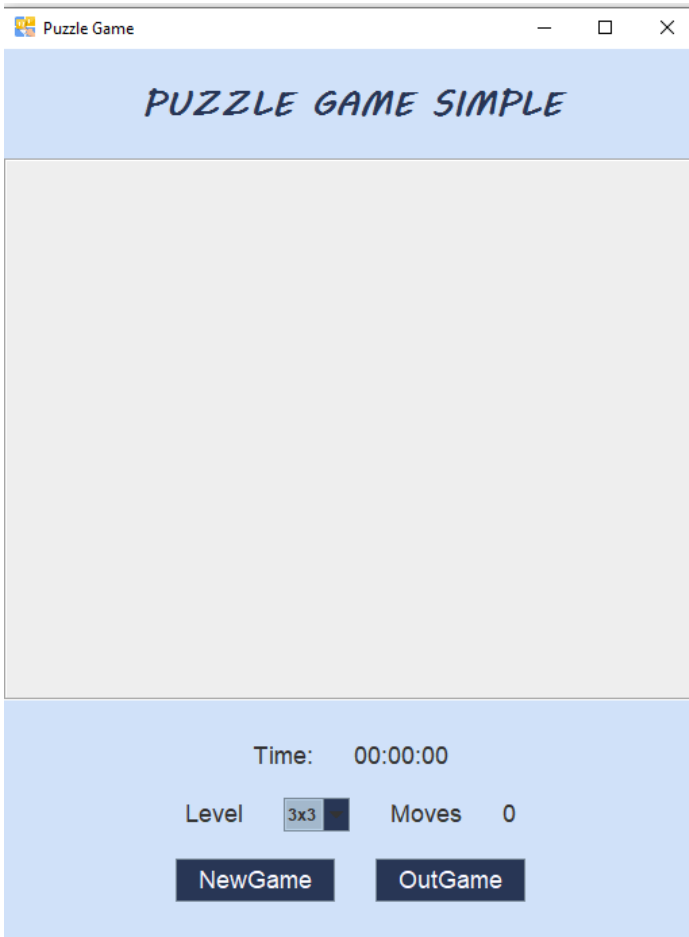 Puzzle Game
PUZZLE GAME SIMPLE
Time: 00:00:00
Level 3x3 Moves 0
NewGame OutGame